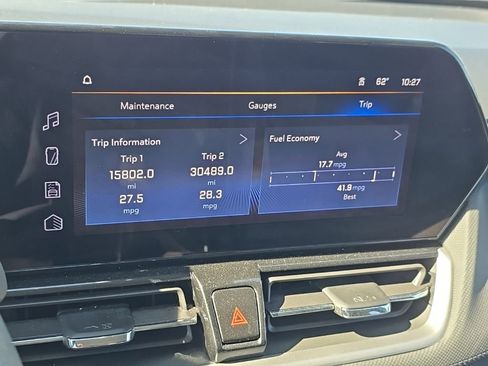 62° 10:27
Maintenance Gauges Trip
Trip Information
Trip 1 Trip 2
15802.0 30489.0
mi mi
27.5 28.3
mpg mpg
Fuel Economy
Avg
17.7 mpg
41.9 mpg
Best